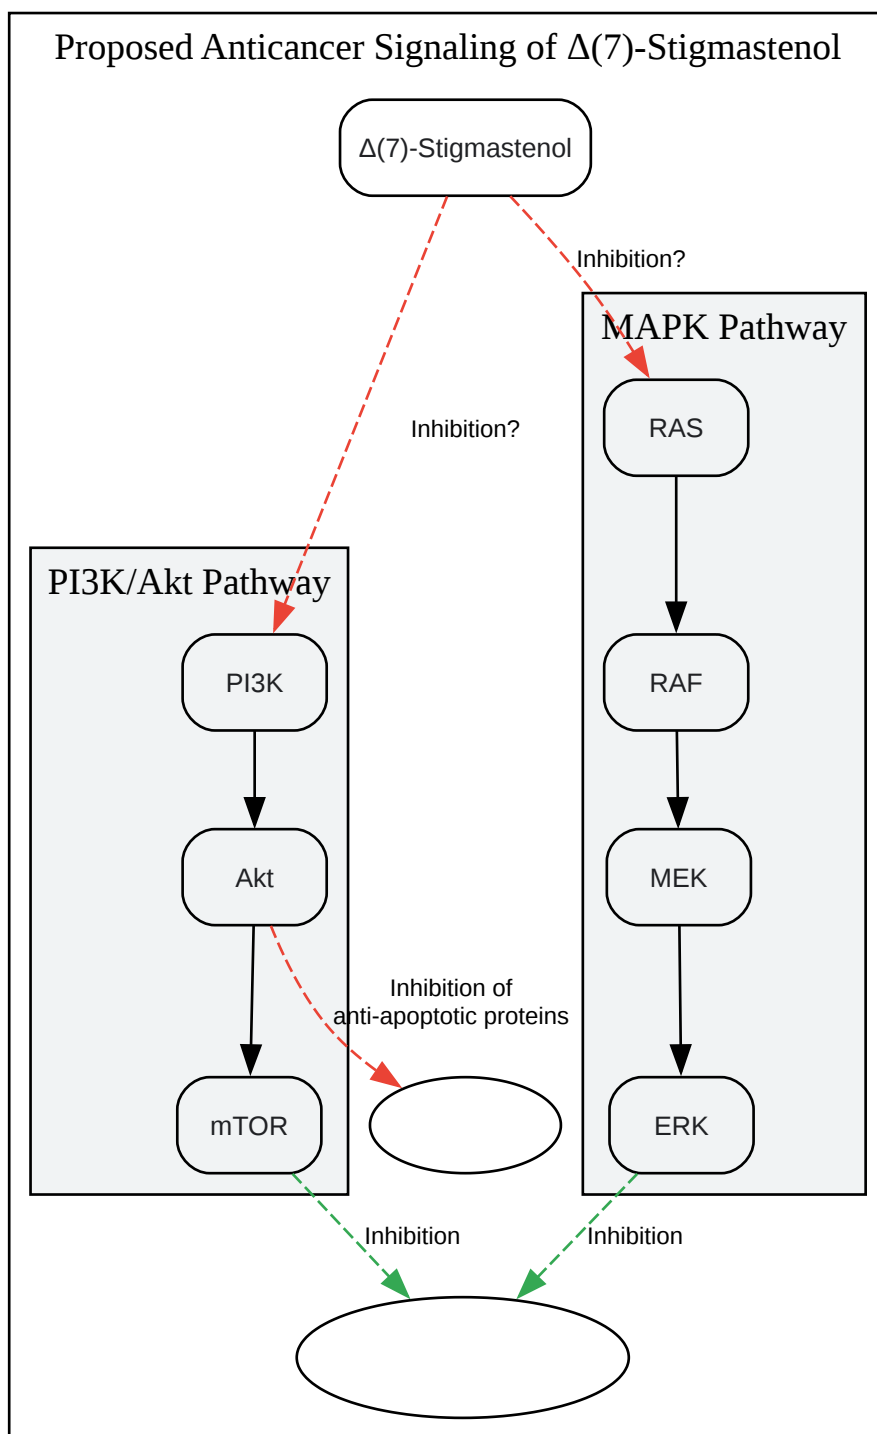 Proposed Anticancer Signaling of Δ(7)-Stigmastenol
Δ(7)-Stigmastenol
Inhibition?
MAPK Pathway
RAS
Inhibition?
PI3K/Akt Pathway
PI3K
RAF
Akt
MEK
Inhibition of
anti-apoptotic proteins
mTOR
ERK
Inhibition
Inhibition